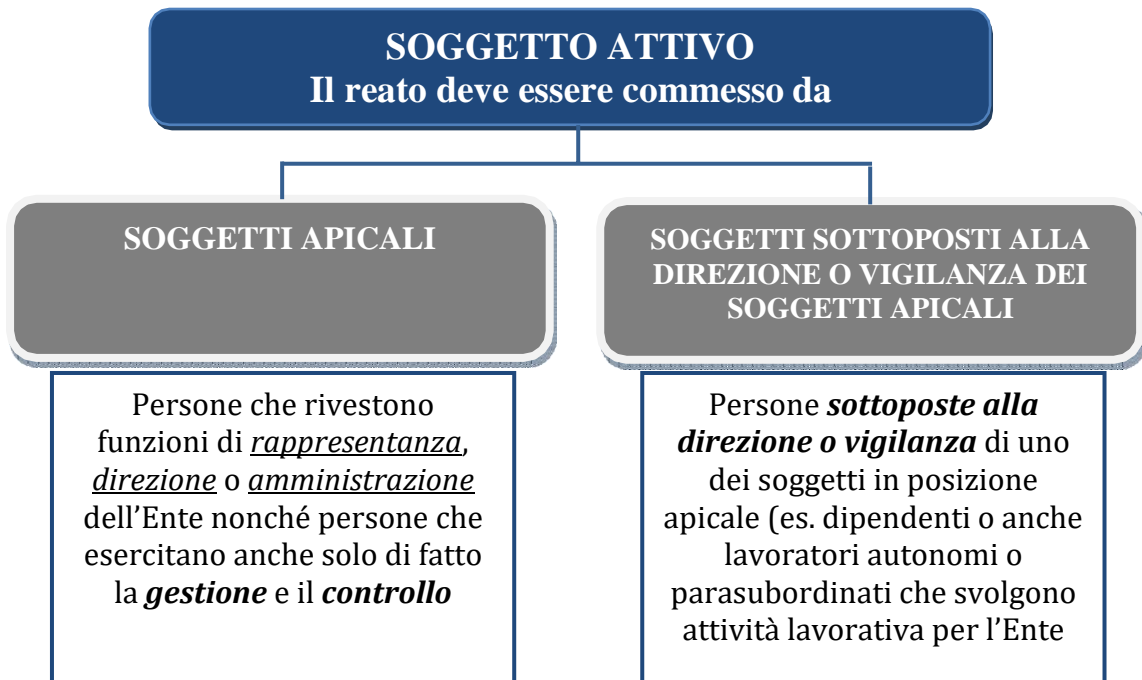 SOGGETTO ATTIVO
Il reato deve essere commesso da
SOGGETTI APICALI
Persone che rivestono
funzioni di rappresentanza,
direzione o amministrazione
dell’Ente nonché persone che
esercitano anche solo di fatto
la gestione e il controllo
SOGGETTI SOTTOPOSTI ALLA
DIREZIONE O VIGILANZA DEI
SOGGETTI APICALI
Persone sottoposte alla
direzione o vigilanza di uno
dei soggetti in posizione
apicale (es. dipendenti o anche
lavoratori autonomi o
parasubordinati che svolgono
attività lavorativa per l’Ente